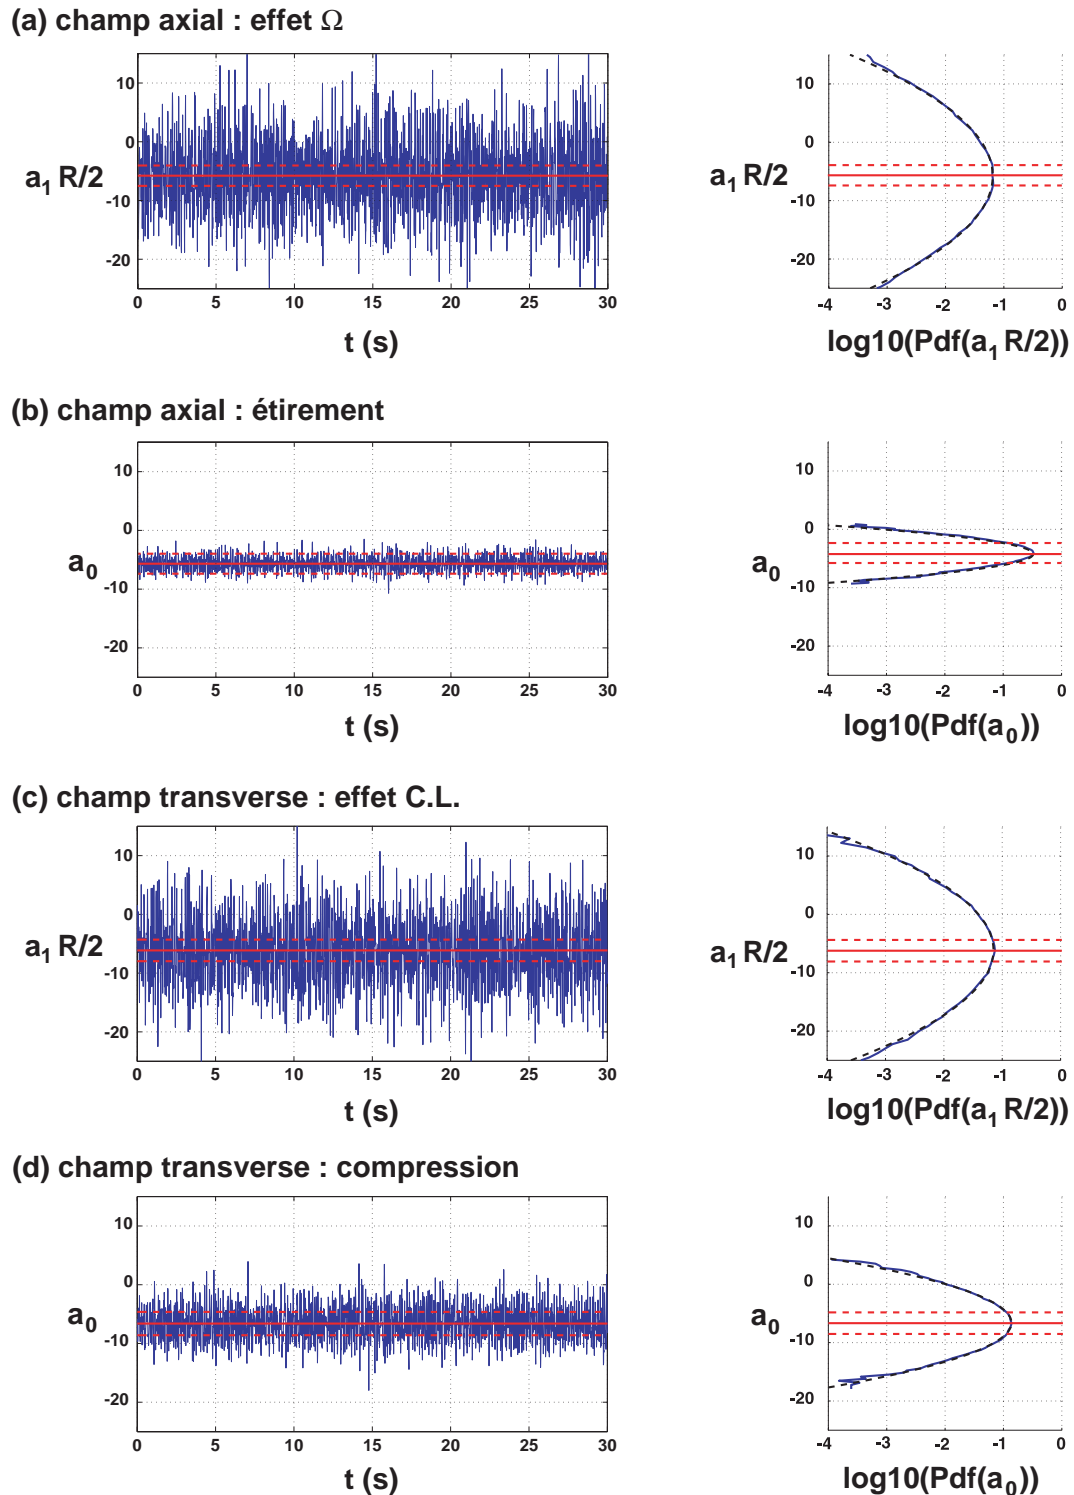 (a) champ axial : effet Ω
10
0
-10
-20
a₁ R/2
0 5 10 15 20 25 30
t (s)
10
0
-10
-20
a₁ R/2
-4 -3 -2 -1 0
log10(Pdf(a₁ R/2))
(b) champ axial : étirement
10
0
-10
-20
a₀
0 5 10 15 20 25 30
t (s)
10
0
-10
-20
a₀
-4 -3 -2 -1 0
log10(Pdf(a₀))
(c) champ transverse : effet C.L.
10
0
-10
-20
a₁ R/2
0 5 10 15 20 25 30
t (s)
10
0
-10
-20
a₁ R/2
-4 -3 -2 -1 0
log10(Pdf(a₁ R/2))
(d) champ transverse : compression
10
0
-10
-20
a₀
0 5 10 15 20 25 30
t (s)
10
0
-10
-20
a₀
-4 -3 -2 -1 0
log10(Pdf(a₀))